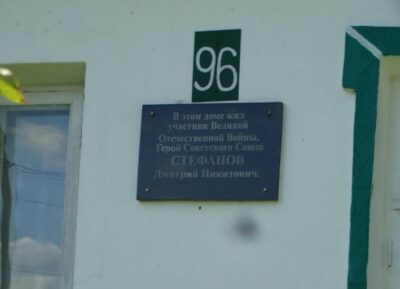 96
В этом доме жил
участник Великой
Отечественной Войны,
Герой Советского Союза
СТЕФАНОВ
Дмитрий Никитович.